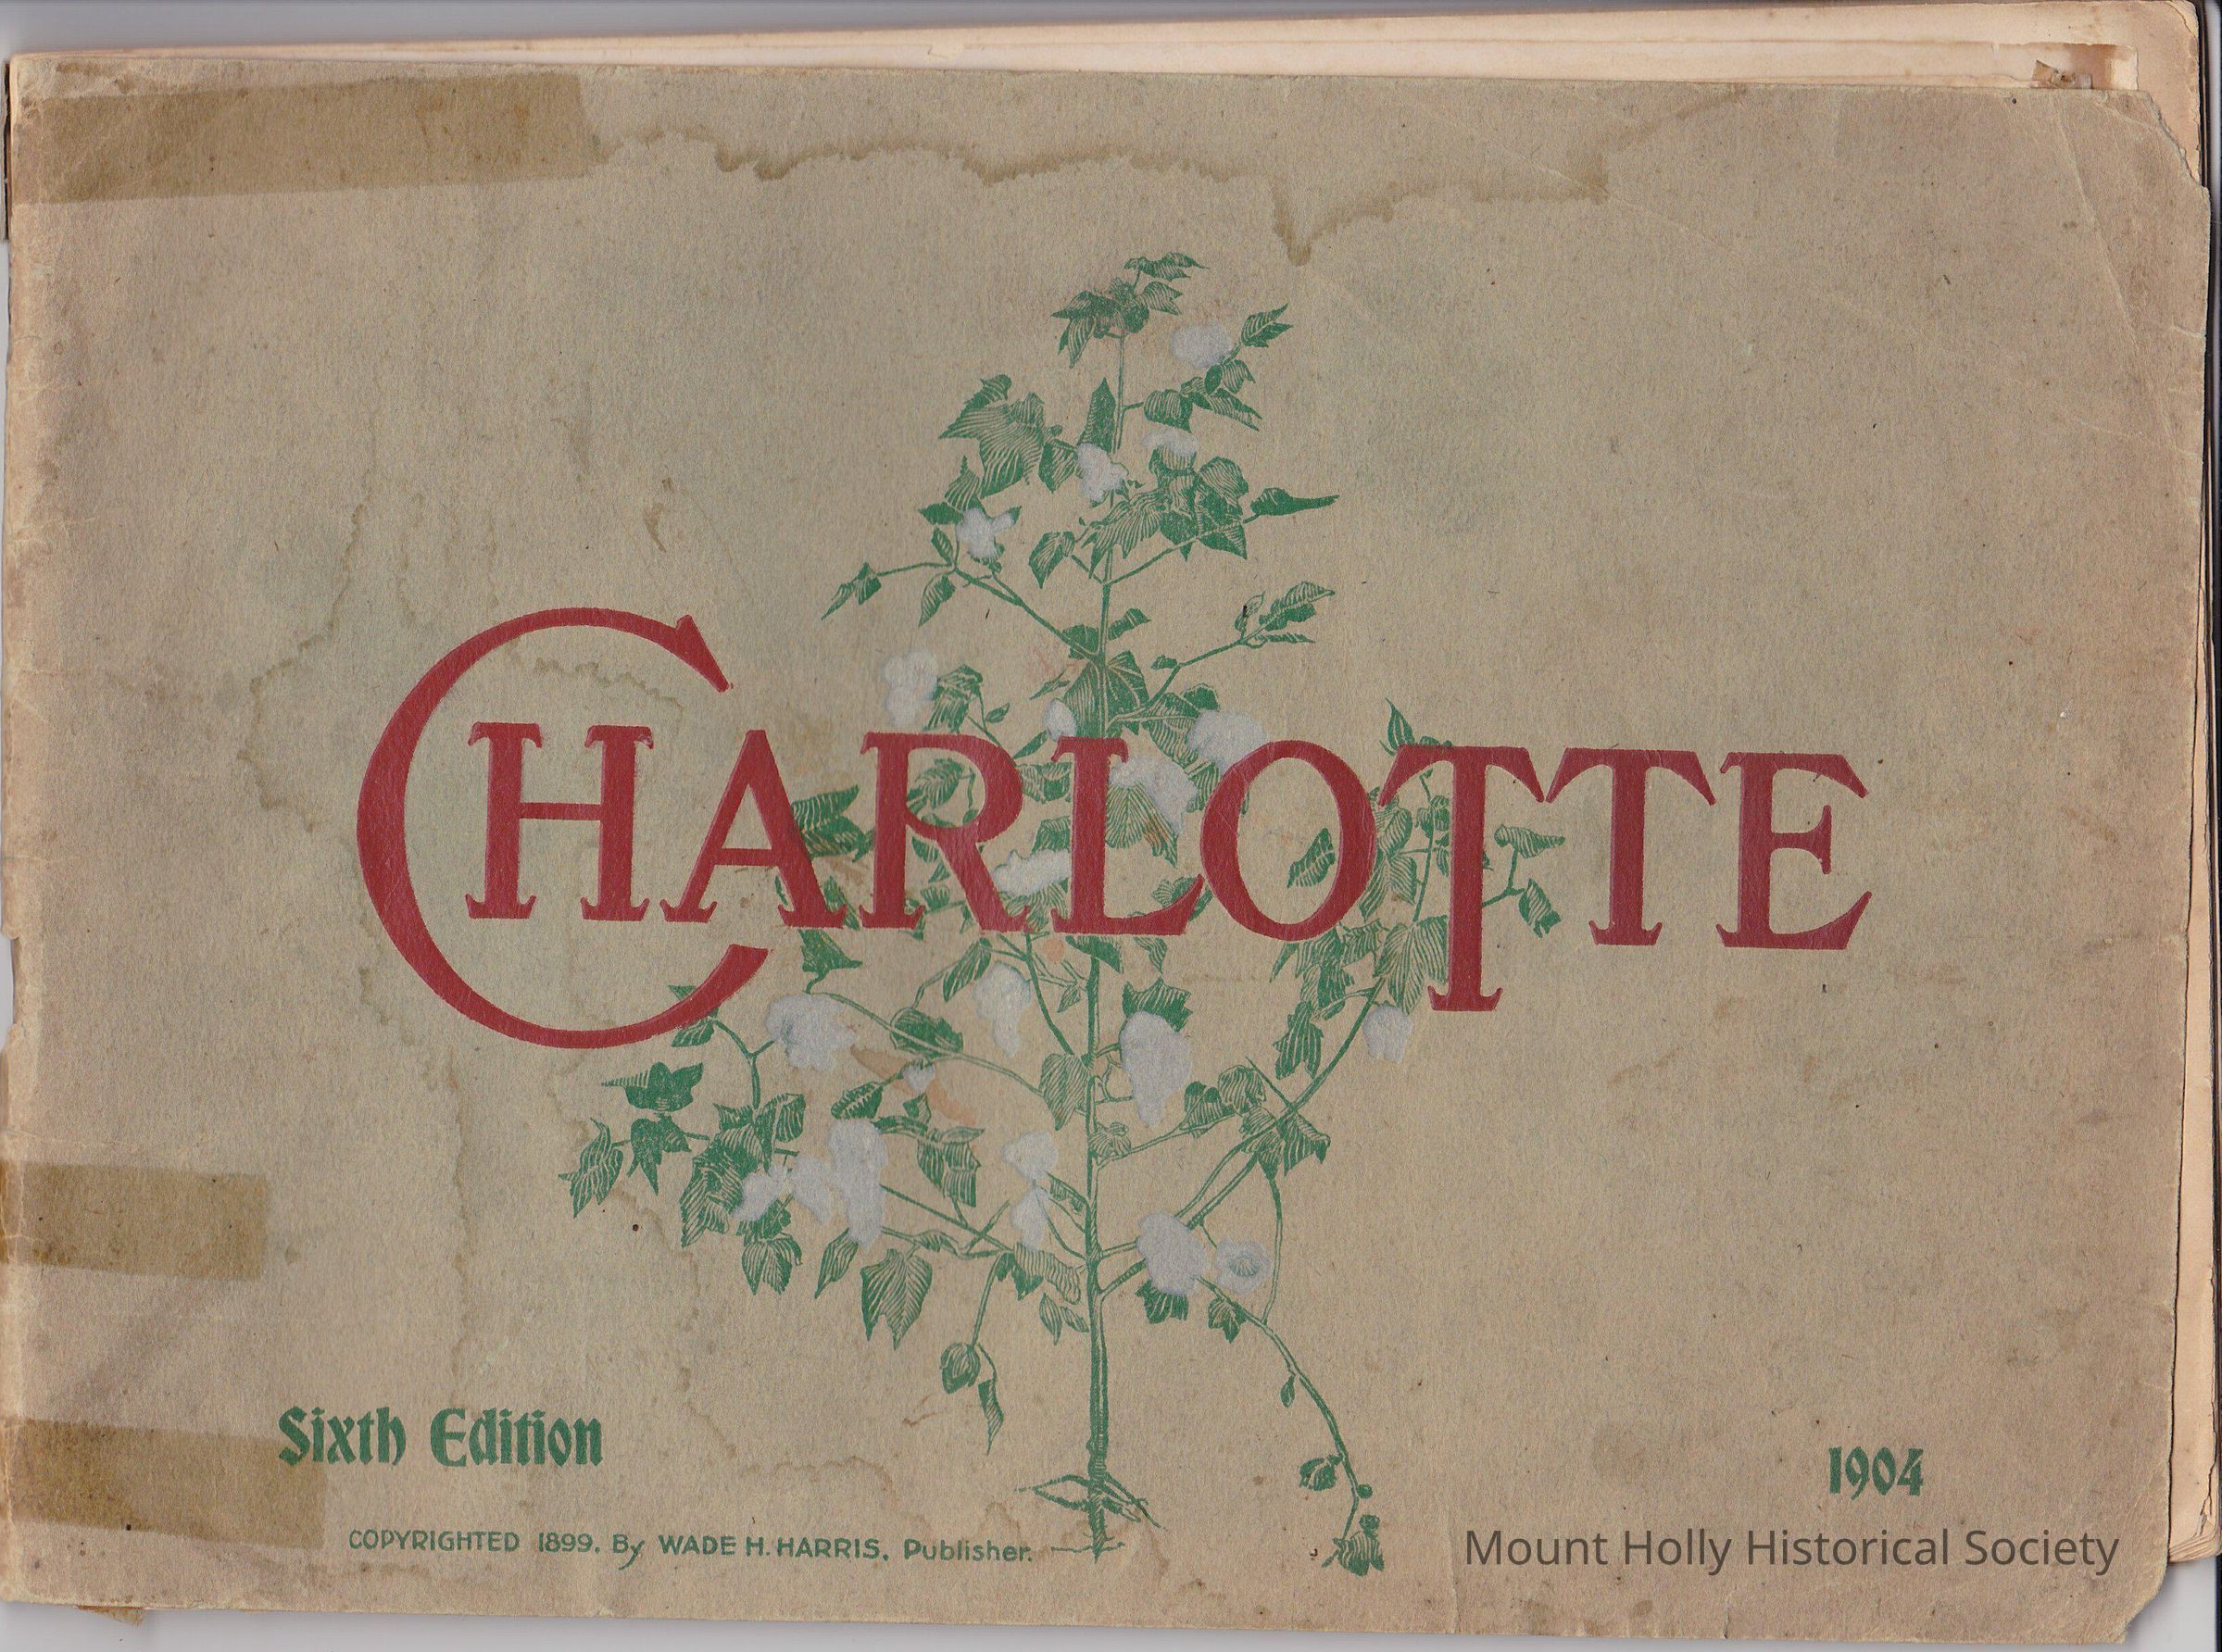 CHARLOTTE
Sixth Edition
1904
COPYRIGHTED 1899. By WADE H. HARRIS. Publisher.
Mount Holly Historical Society